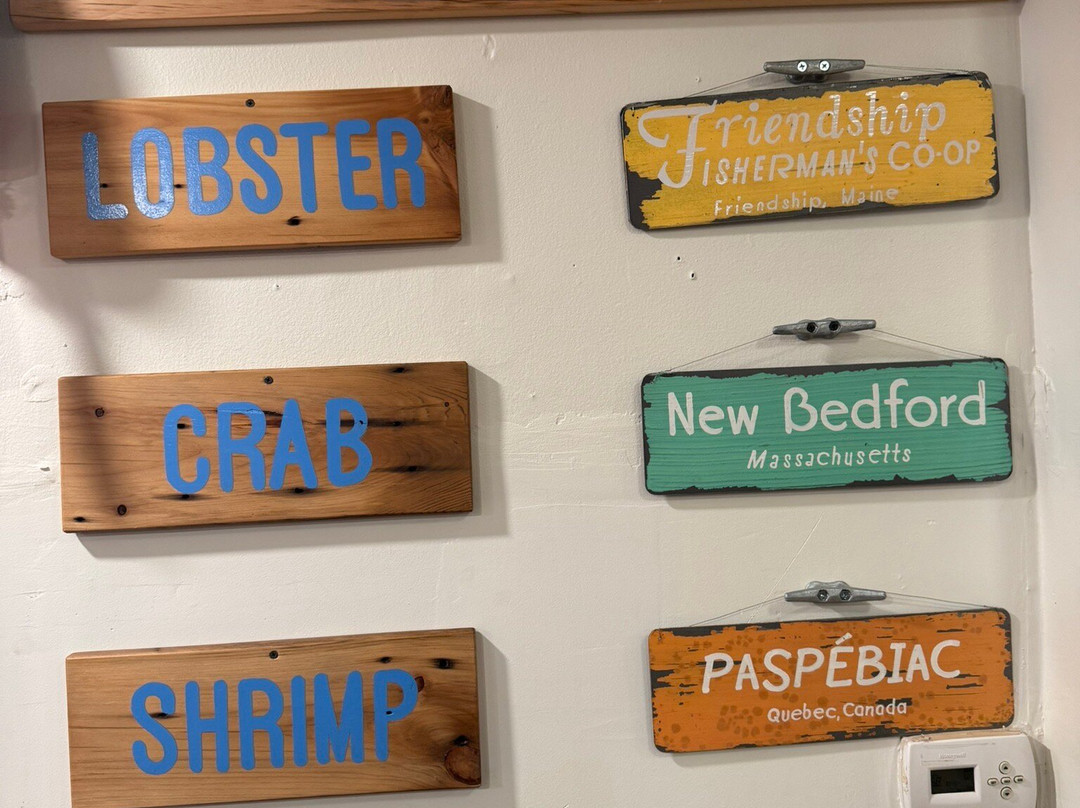 LOBSTER
Friendship
FISHERMAN'S CO-OP
Friendship, Maine
CRAB
New Bedford
Massachusetts
SHRIMP
PASPÉBIAC
Quebec, Canada